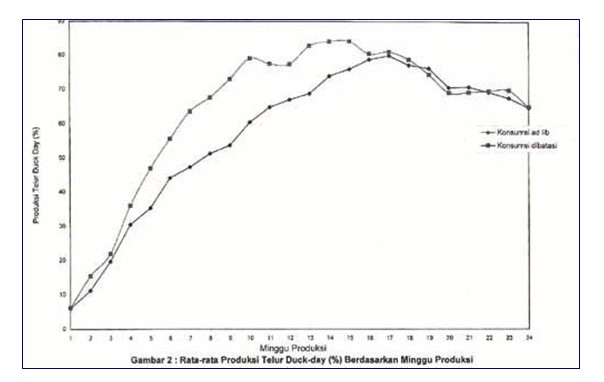 90
80
70
60
50
40
30
20
10
0
Produksi Telur Duck Day (%)
Konsumsi ad lib
Konsumsi dibatasi
1 2 3 4 5 6 7 8 9 10 11 12 13 14 15 16 17 18 19 20 21 22 23 24
Minggu Produksi
Gambar 2 : Rata-rata Produksi Telur Duck-day (%) Berdasarkan Minggu Produksi